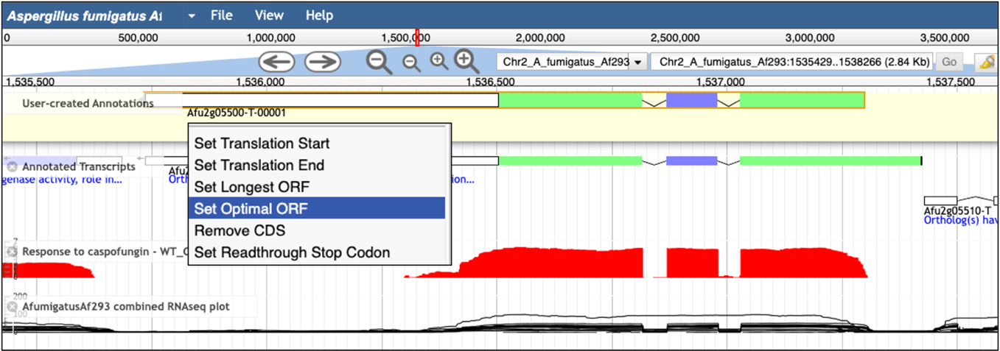 Aspergillus fumigatus Af File View Help
0 500,000 1,000,000 1,500,000 2,000,000 2,500,000 3,000,000 3,500,000
Chr2_A_fumigatus_Af293 Chr2_A_fumigatus_Af293:1535429..1538266 (2.84 Kb) Go
1,535,500 1,536,000 1,536,500 1,537,000 1,537,500
User-created Annotations
Afu2g05500-T-00001
Set Translation Start
Set Translation End
Set Longest ORF
Set Optimal ORF
Remove CDS
Set Readthrough Stop Codon
Annotated Transcripts
Afu2
genase activity, role in... Orth ion...
Afu2g05510-T
Ortholog(s) hav
7
Response to caspofungin - WT_C
200
AfumigatusAf293 combined RNAseq plot
100